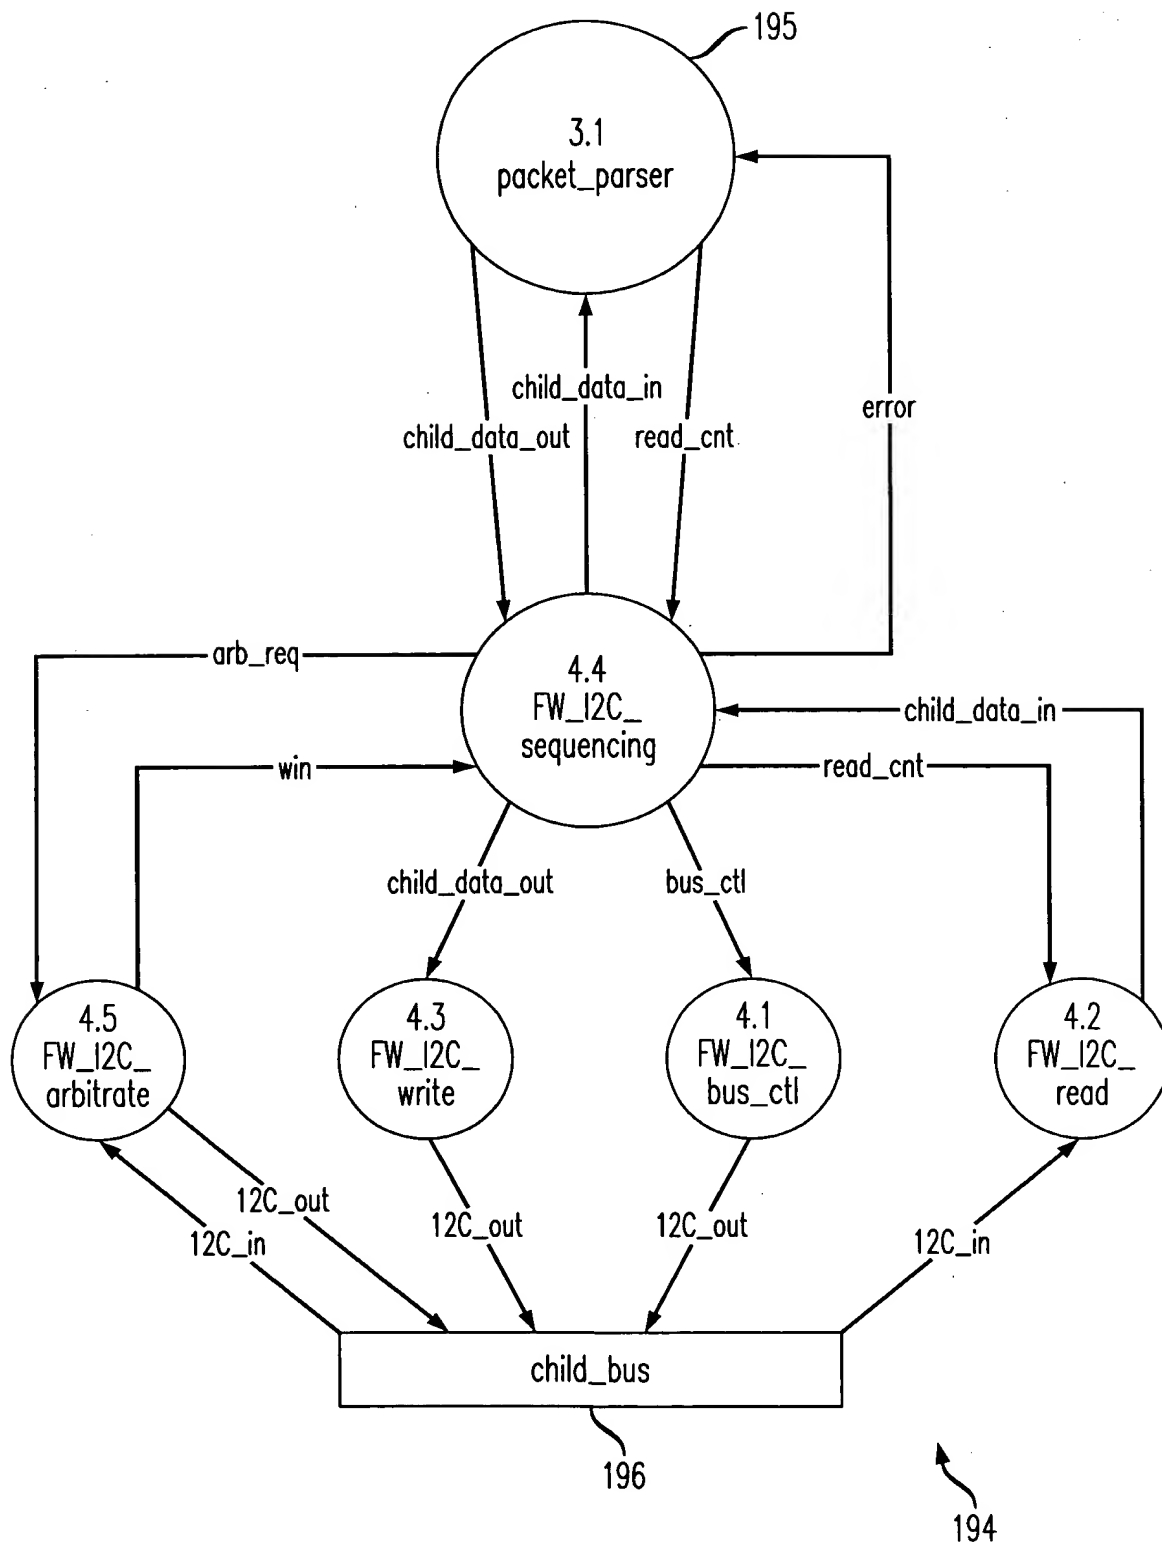 195
3.1
packet_parser
child_data_in
error
child_data_out
read_cnt
arb_req
4.4
FW_I2C_
sequencing
child_data_in
win
read_cnt
child_data_out
bus_ctl
4.5
FW_I2C_
arbitrate
4.3
FW_I2C_
write
4.1
FW_I2C_
bus_ctl
4.2
FW_I2C_
read
12C_out
12C_in
12C_out
12C_out
12C_in
child_bus
196
194